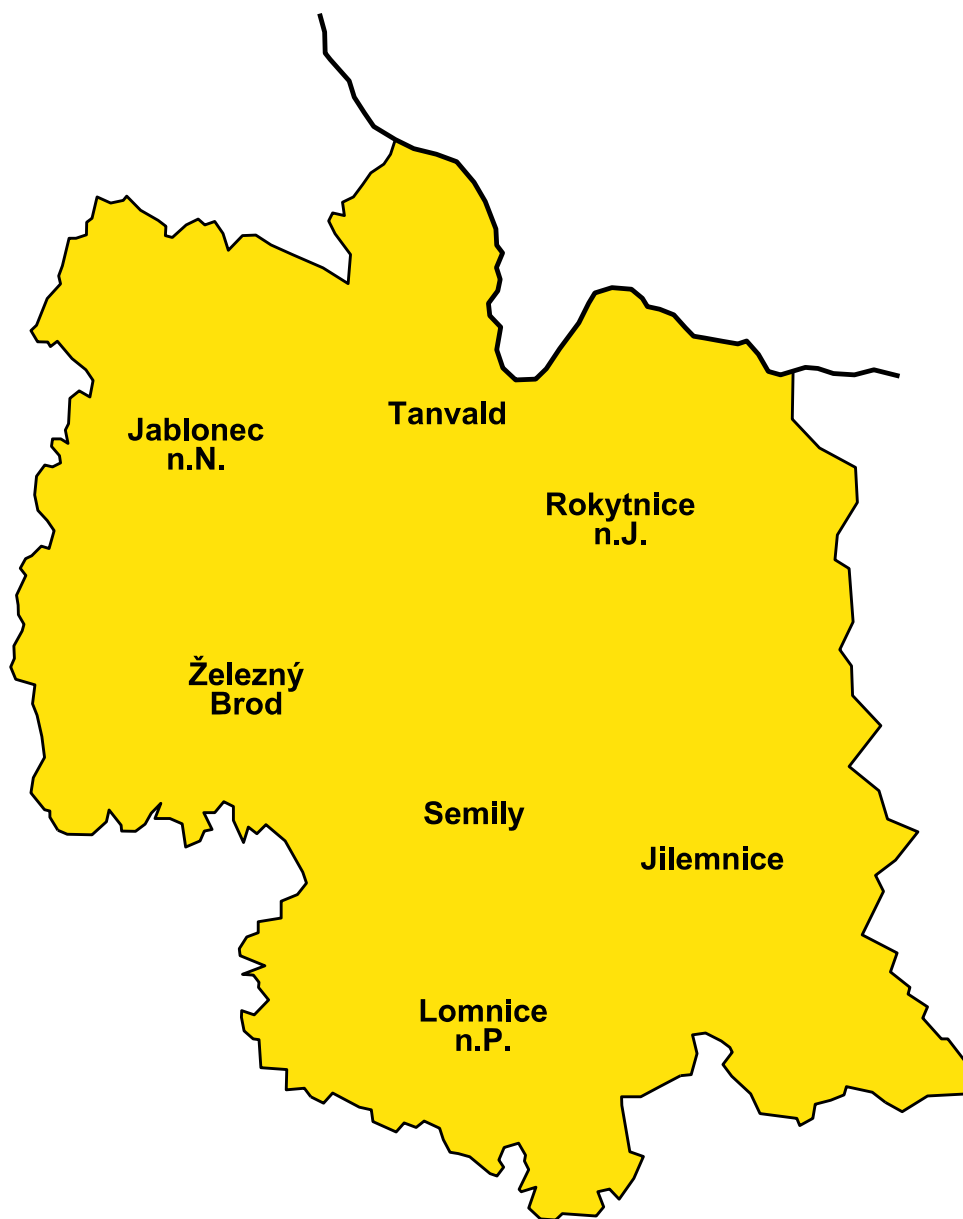 Tanvald
Jablonec
n.N.
Rokytnice
n.J.
Železný
Brod
Semily
Jilemnice
Lomnice
n.P.